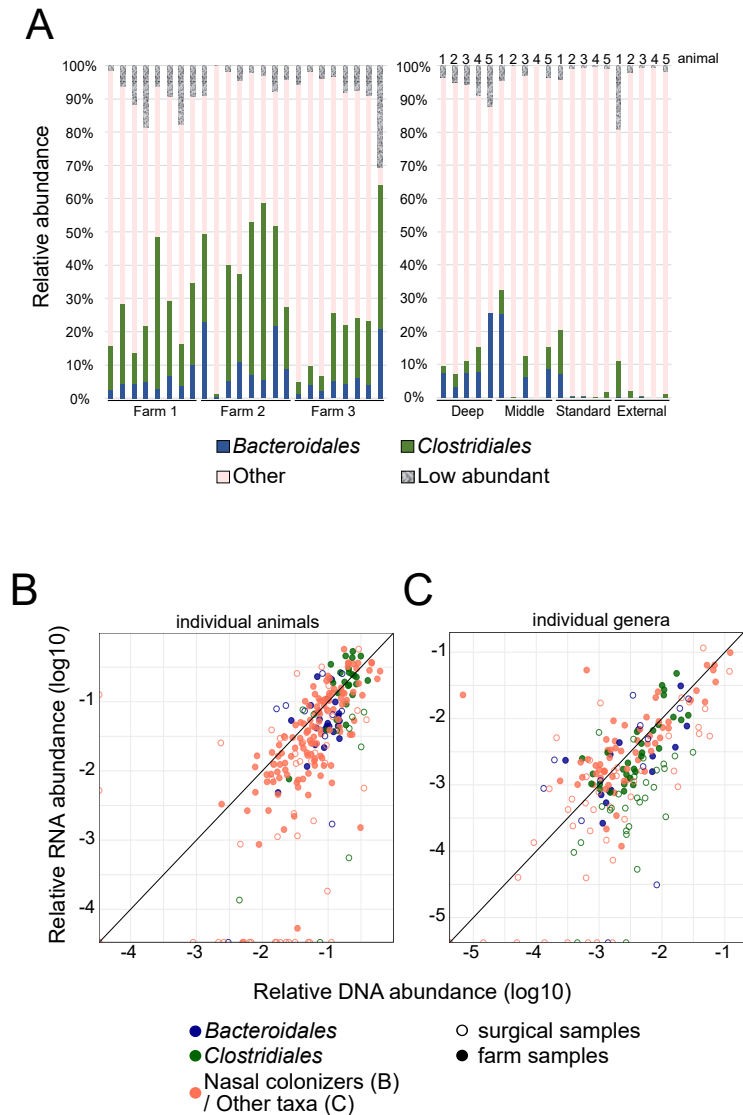 A
1 2 3 4 5 1 2 3 4 5 1 2 3 4 5 1 2 3 4 5 animal
Relative abundance
100%
90%
80%
70%
60%
50%
40%
30%
20%
10%
0%
Farm 1 Farm 2 Farm 3
100%
90%
80%
70%
60%
50%
40%
30%
20%
10%
0%
Deep Middle Standard External
Bacteroidales Clostridiales
Other Low abundant
B
individual animals
Relative RNA abundance (log10)
-1
-2
-3
-4
-4 -3 -2 -1
C
individual genera
-1
-2
-3
-4
-5
-5 -4 -3 -2 -1
Relative DNA abundance (log10)
Bacteroidales surgical samples
Clostridiales farm samples
Nasal colonizers (B)
/ Other taxa (C)